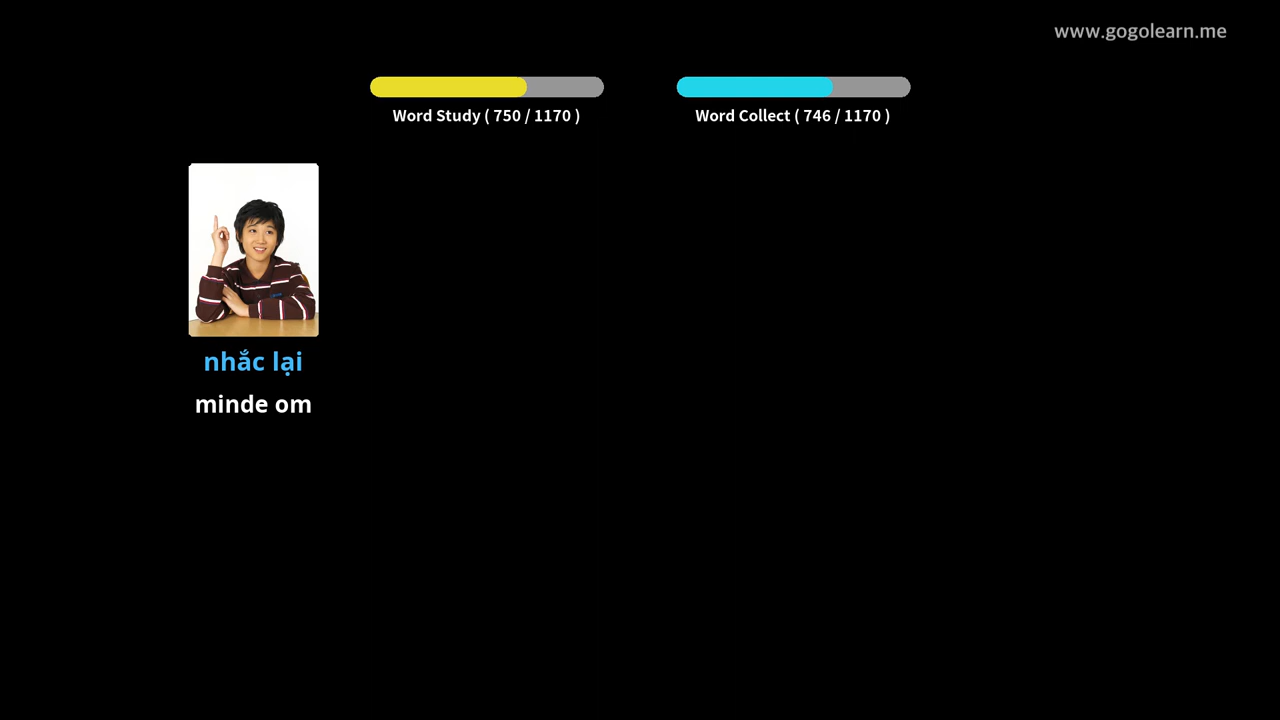 www.gogolearn.me
Word Study ( 750 / 1170 )
Word Collect ( 746 / 1170 )
nhắc lại
minde om